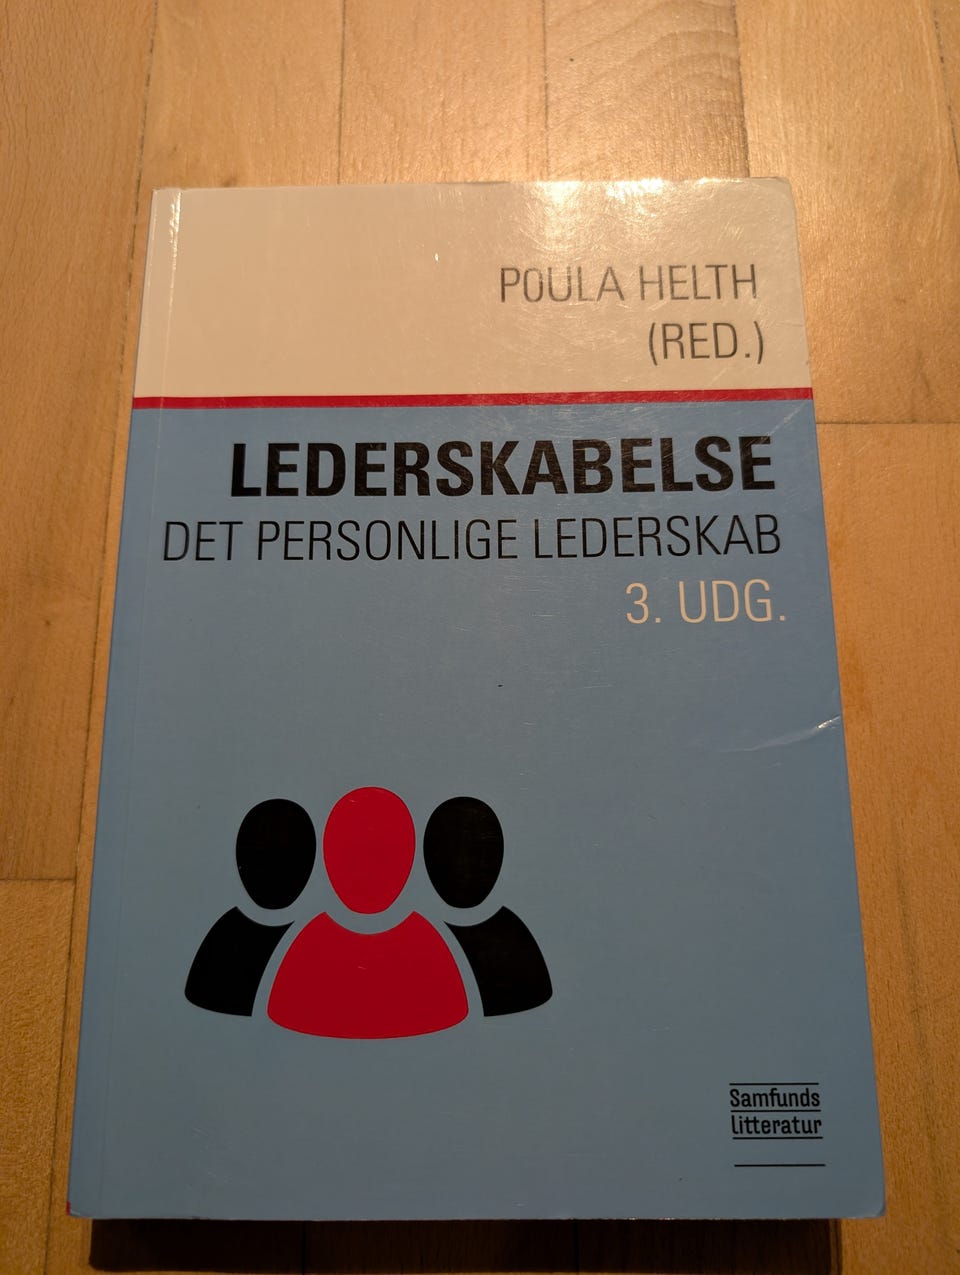 POULA HELTH
(RED.)
LEDERSKABELSE
DET PERSONLIGE LEDERSKAB
3. UDG.
Samfunds
litteratur